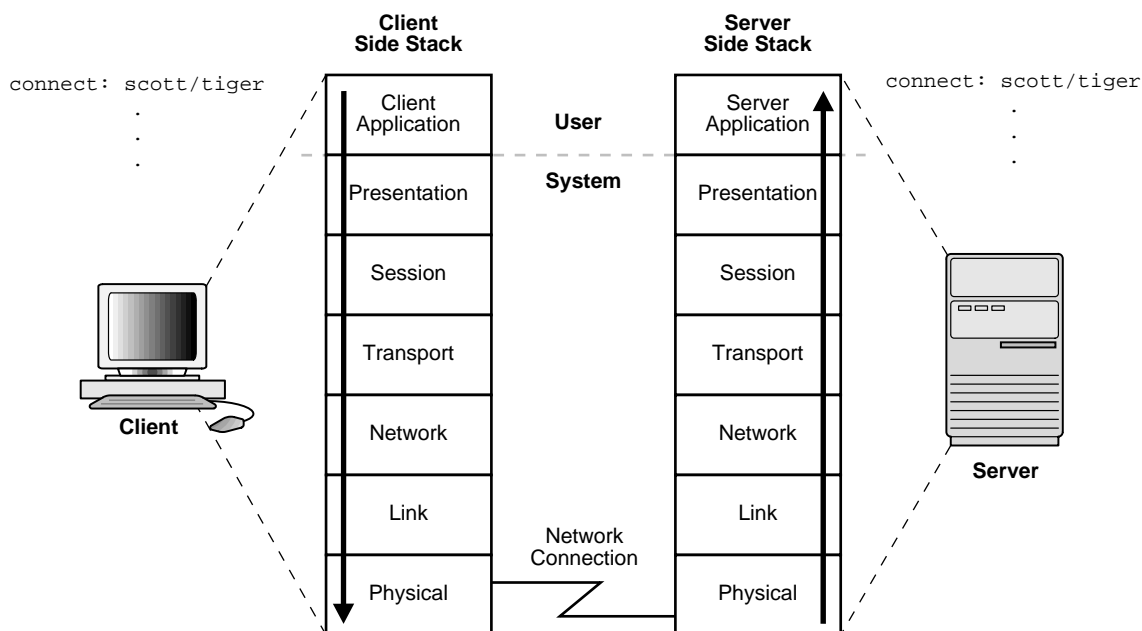 Client
Side Stack
Server
Side Stack
connect: scott/tiger
.
.
.
connect: scott/tiger
.
.
.
Client
Application
User
Server
Application
System
Presentation
Presentation
Session
Session
Transport
Transport
Client
Network
Network
Server
Link
Link
Network
Connection
Physical
Physical